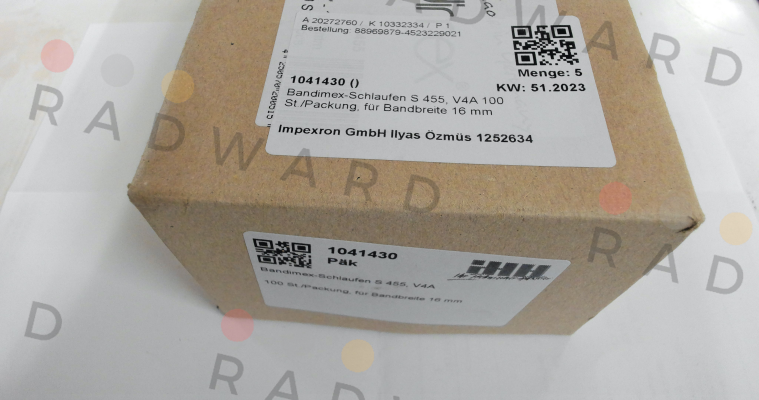 A 20272760 / K 10332334 / P 1
Bestellung: 88969879-4523229021
Menge: 5
KW: 51.2023
1041430 ()
Bandimex-Schlaufen S 455, V4A 100
St./Packung, für Bandbreite 16 mm
Impexron GmbH Ilyas Özmüs 1252634
1041430
Päk
Bandimex-Schlaufen S 455, V4A
100 St./Packung, für Bandbreite 16 mm
RADWARD
RADWARD
RAD
D
RADWARD